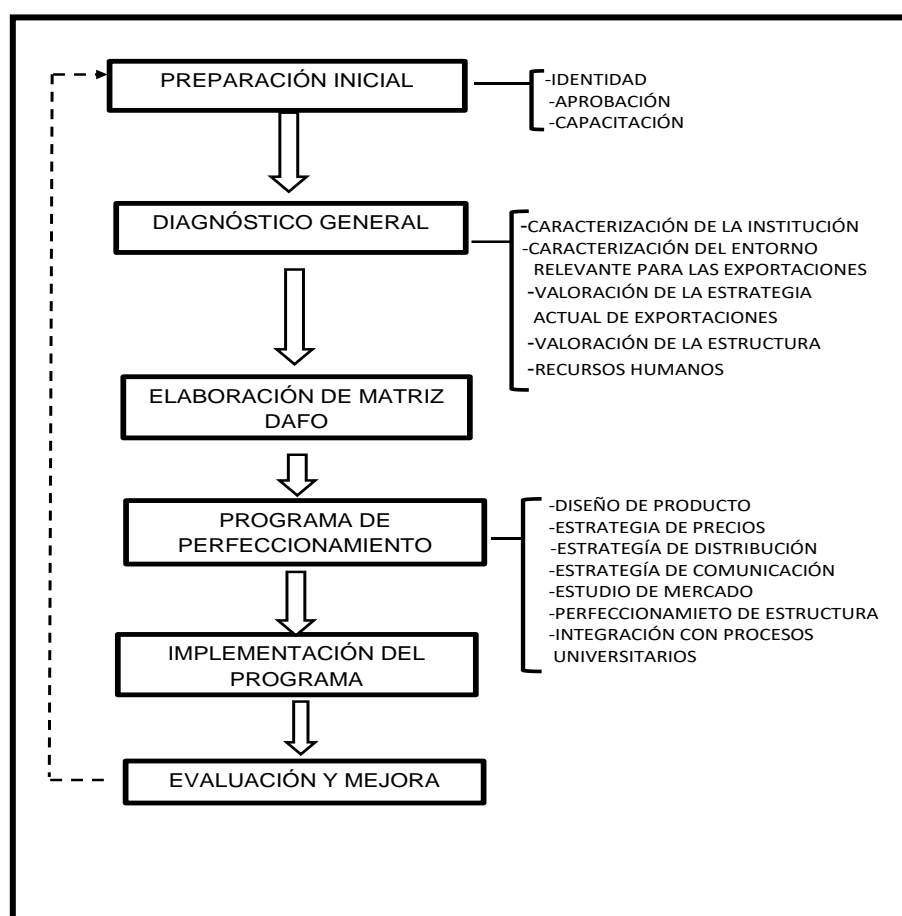 PREPARACIÓN INICIAL
-IDENTIDAD
-APROBACIÓN
-CAPACITACIÓN
DIAGNÓSTICO GENERAL
-CARACTERIZACIÓN DE LA INSTITUCIÓN
-CARACTERIZACIÓN DEL ENTORNO
RELEVANTE PARA LAS EXPORTACIONES
-VALORACIÓN DE LA ESTRATEGIA
ACTUAL DE EXPORTACIONES
-VALORACIÓN DE LA ESTRUCTURA
-RECURSOS HUMANOS
ELABORACIÓN DE MATRIZ
DAFO
PROGRAMA DE
PERFECCIONAMIENTO
-DISEÑO DE PRODUCTO
-ESTRATEGIA DE PRECIOS
-ESTRATEGÍA DE DISTRIBUCIÓN
-ESTRATEGÍA DE COMUNICACIÓN
-ESTUDIO DE MERCADO
-PERFECCIONAMIETO DE ESTRUCTURA
-INTEGRACIÓN CON PROCESOS
UNIVERSITARIOS
IMPLEMENTACIÓN DEL
PROGRAMA
EVALUACIÓN Y MEJORA